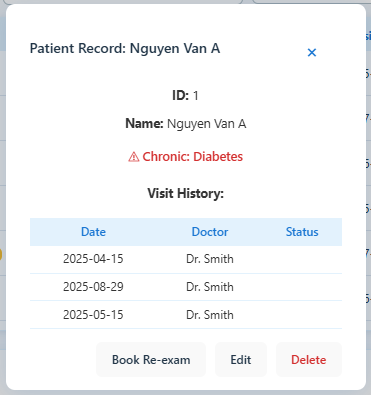 Patient Record: Nguyen Van A ×
ID: 1
Name: Nguyen Van A
⚠ Chronic: Diabetes
Visit History:
Date Doctor Status
2025-04-15 Dr. Smith
2025-08-29 Dr. Smith
2025-05-15 Dr. Smith
Book Re-exam Edit Delete